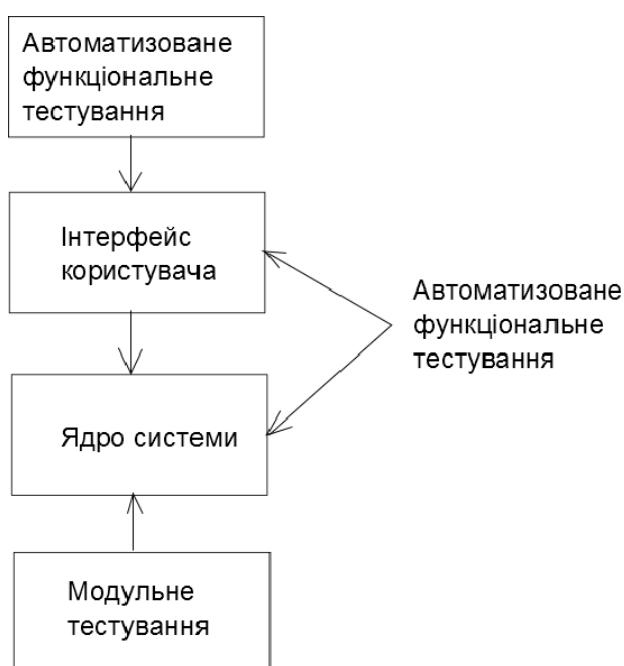 Автоматизоване
функціональне
тестування
Інтерфейс
користувача
Автоматизоване
функціональне
тестування
Ядро системи
Модульне
тестування